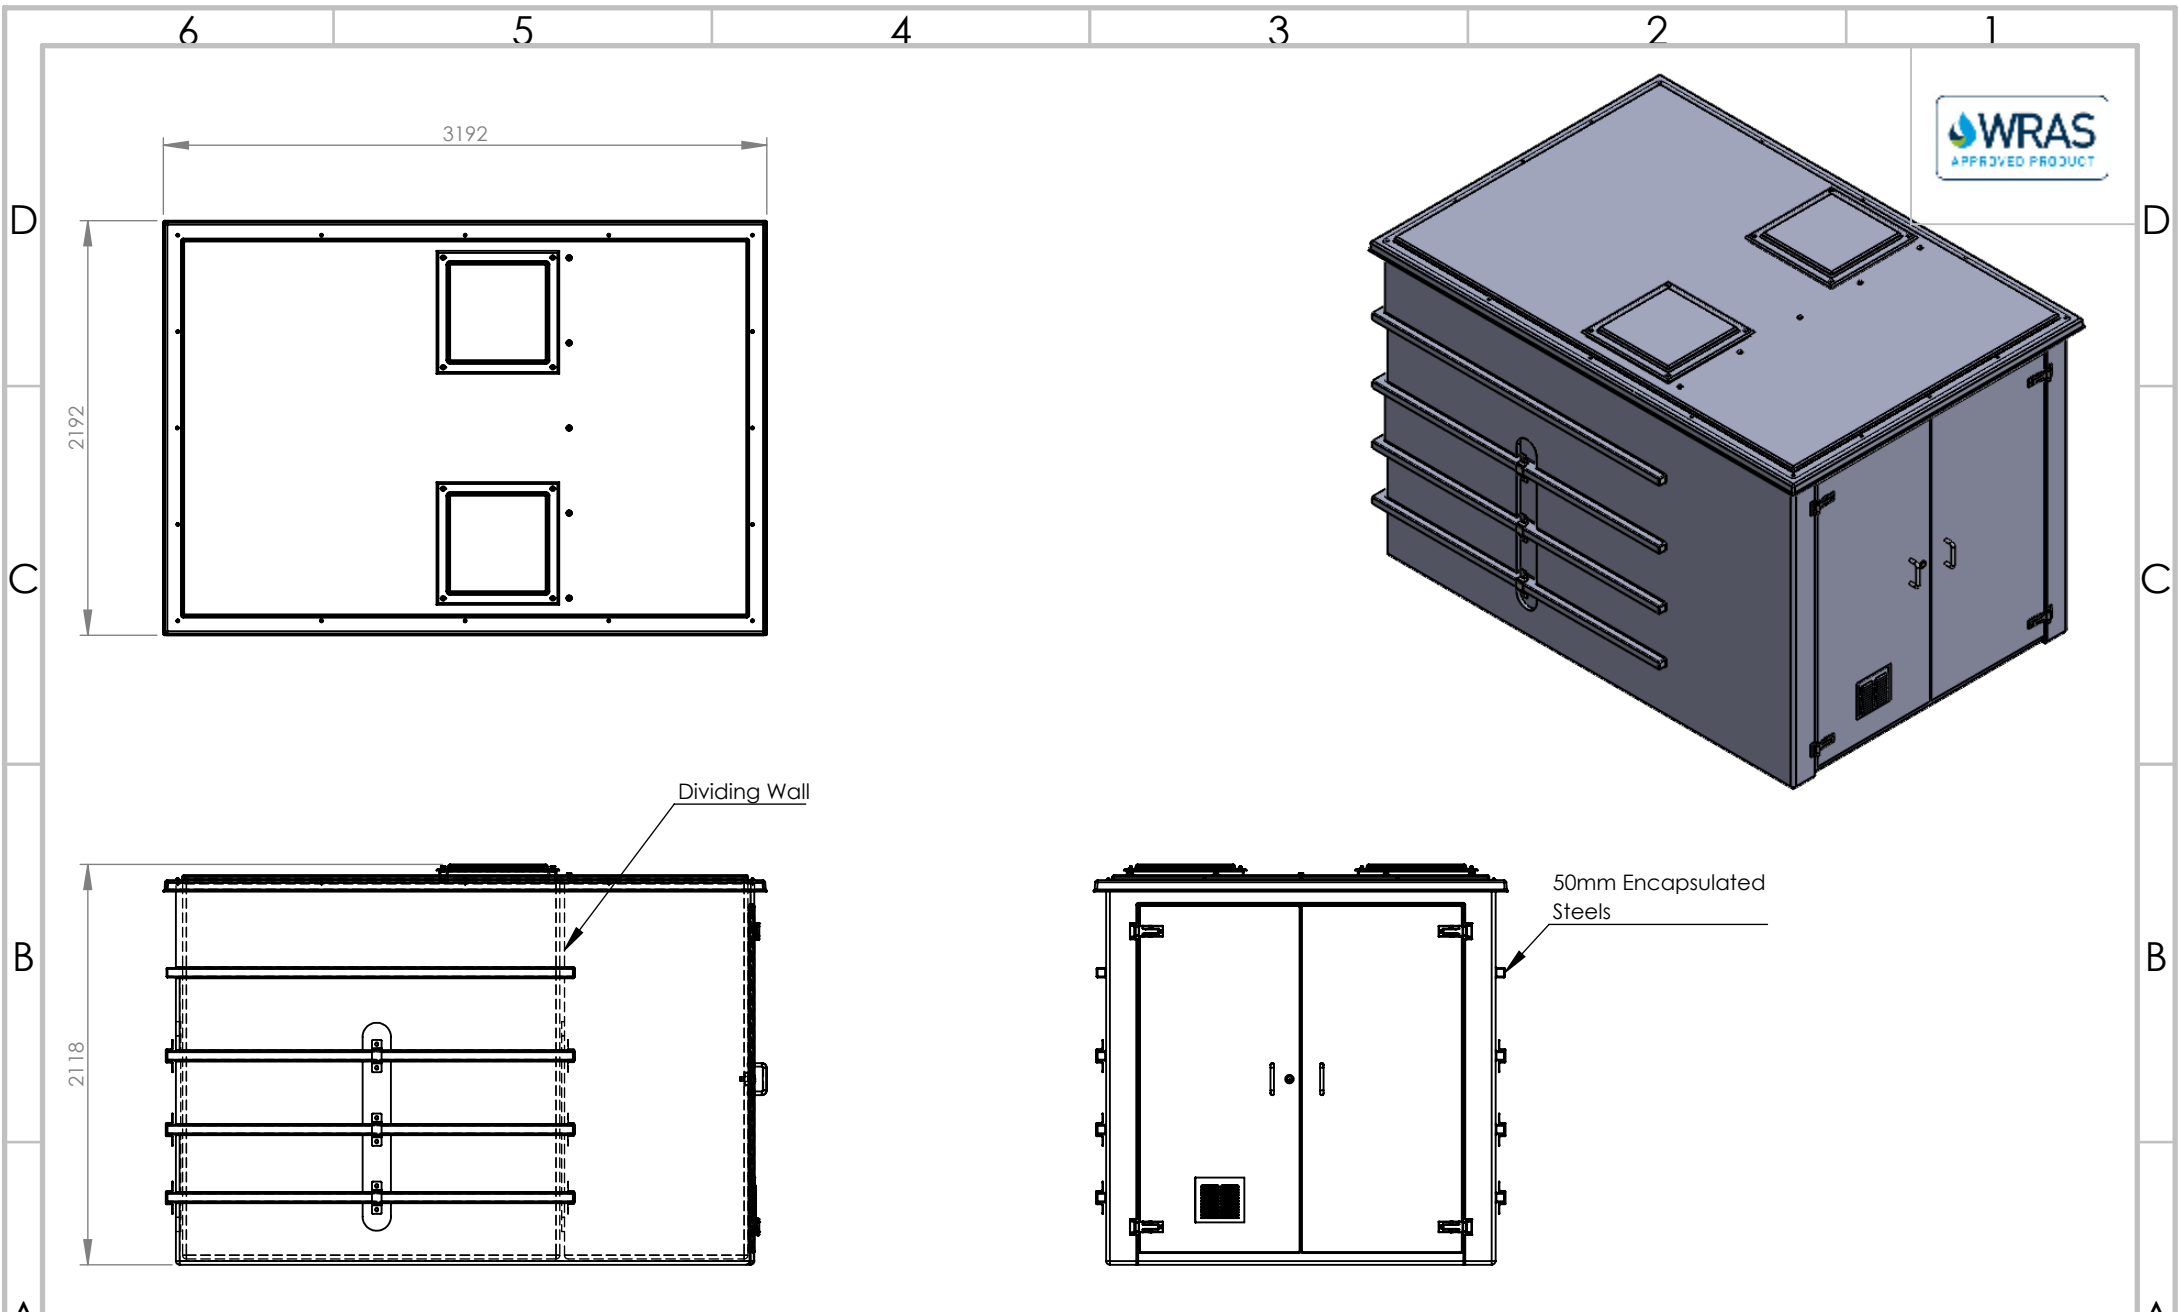 6 5 4 3 2 1
WRAS
APPROVED PRODUCT
3192
D D
2192
C C
Dividing Wall
50mm Encapsulated
Steels
B B
2118
A A